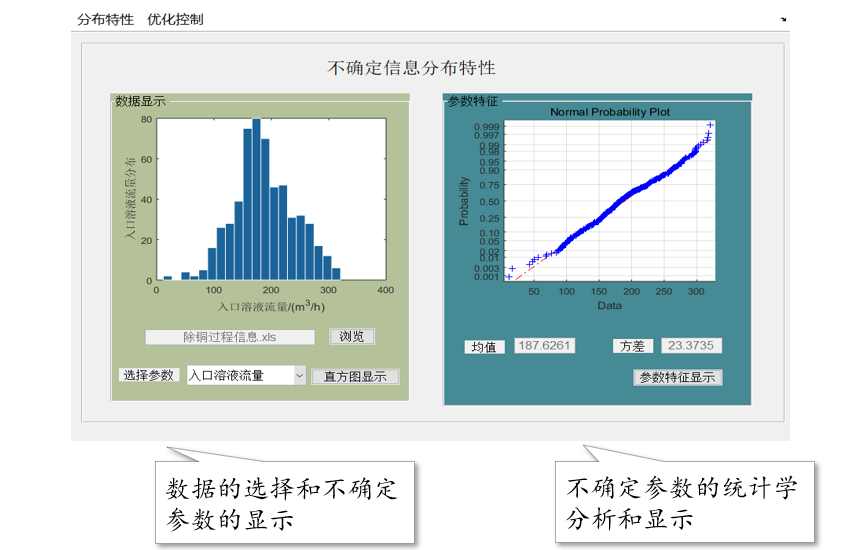 分布特性 优化控制
不确定信息分布特性
数据显示
80
60
40
20
0
入口溶液流量分布
0 100 200 300 400
入口溶液流量/(m³/h)
除铜过程信息.xls 浏览
选择参数 入口溶液流量 直方图显示
参数特征
Normal Probability Plot
0.999
0.997
0.99
0.98
0.95
0.90
0.75
0.50
0.25
0.10
0.05
0.02
0.01
0.003
0.001
Probability
50 100 150 200 250 300
Data
均值 187.6261 方差 23.3735
参数特征显示
数据的选择和不确定
参数的显示
不确定参数的统计学
分析和显示